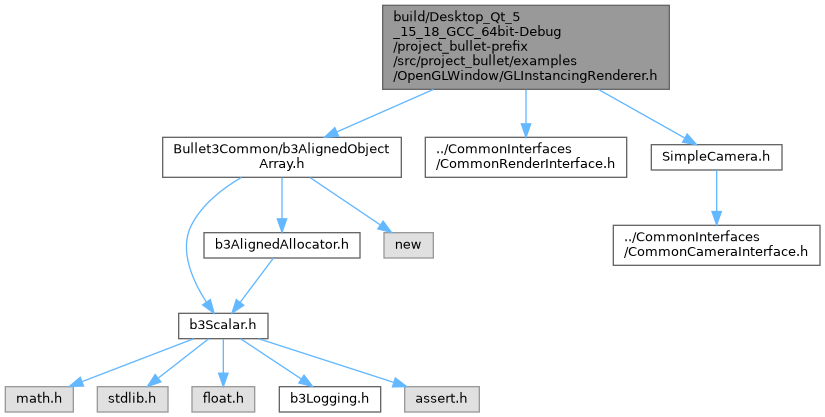 build/Desktop_Qt_5
_15_18_GCC_64bit-Debug
/project_bullet-prefix
/src/project_bullet/examples
/OpenGLWindow/GLInstancingRenderer.h
Bullet3Common/b3AlignedObject
Array.h
../CommonInterfaces
/CommonRenderInterface.h
SimpleCamera.h
b3AlignedAllocator.h
new
../CommonInterfaces
/CommonCameraInterface.h
b3Scalar.h
math.h
stdlib.h
float.h
b3Logging.h
assert.h